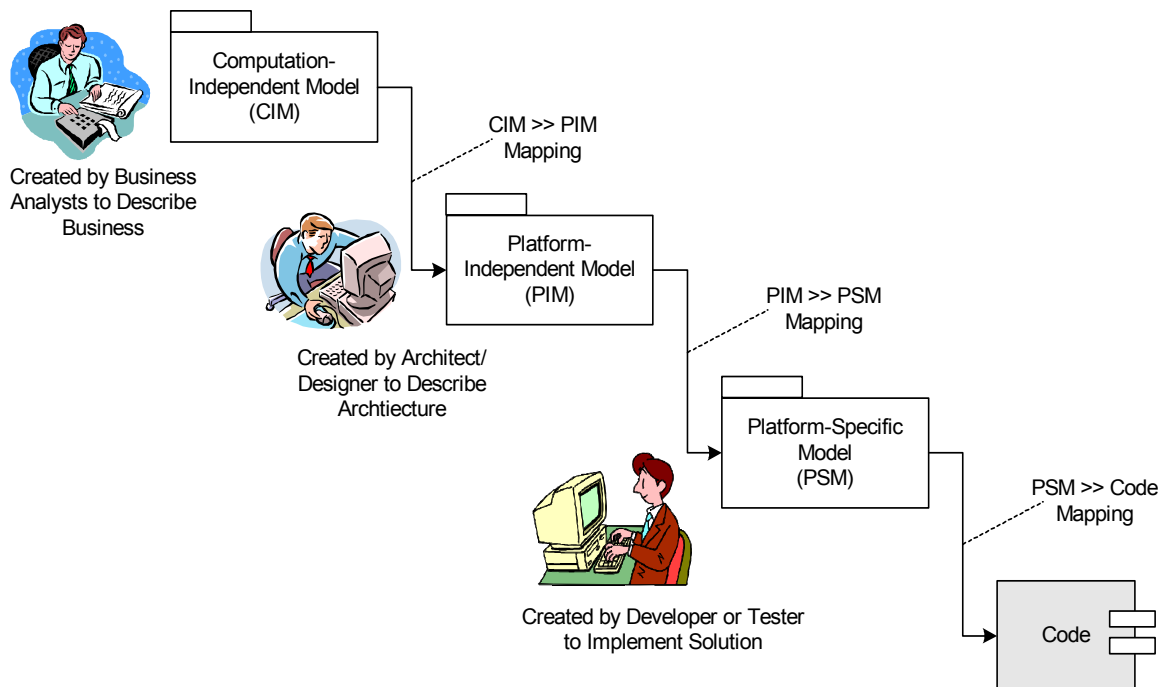 Computation-
Independent Model
(CIM)
Created by Business
Analysts to Describe
Business
CIM >> PIM
Mapping
Platform-
Independent Model
(PIM)
Created by Architect/
Designer to Describe
Archtiecture
PIM >> PSM
Mapping
Platform-Specific
Model
(PSM)
Created by Developer or Tester
to Implement Solution
PSM >> Code
Mapping
Code